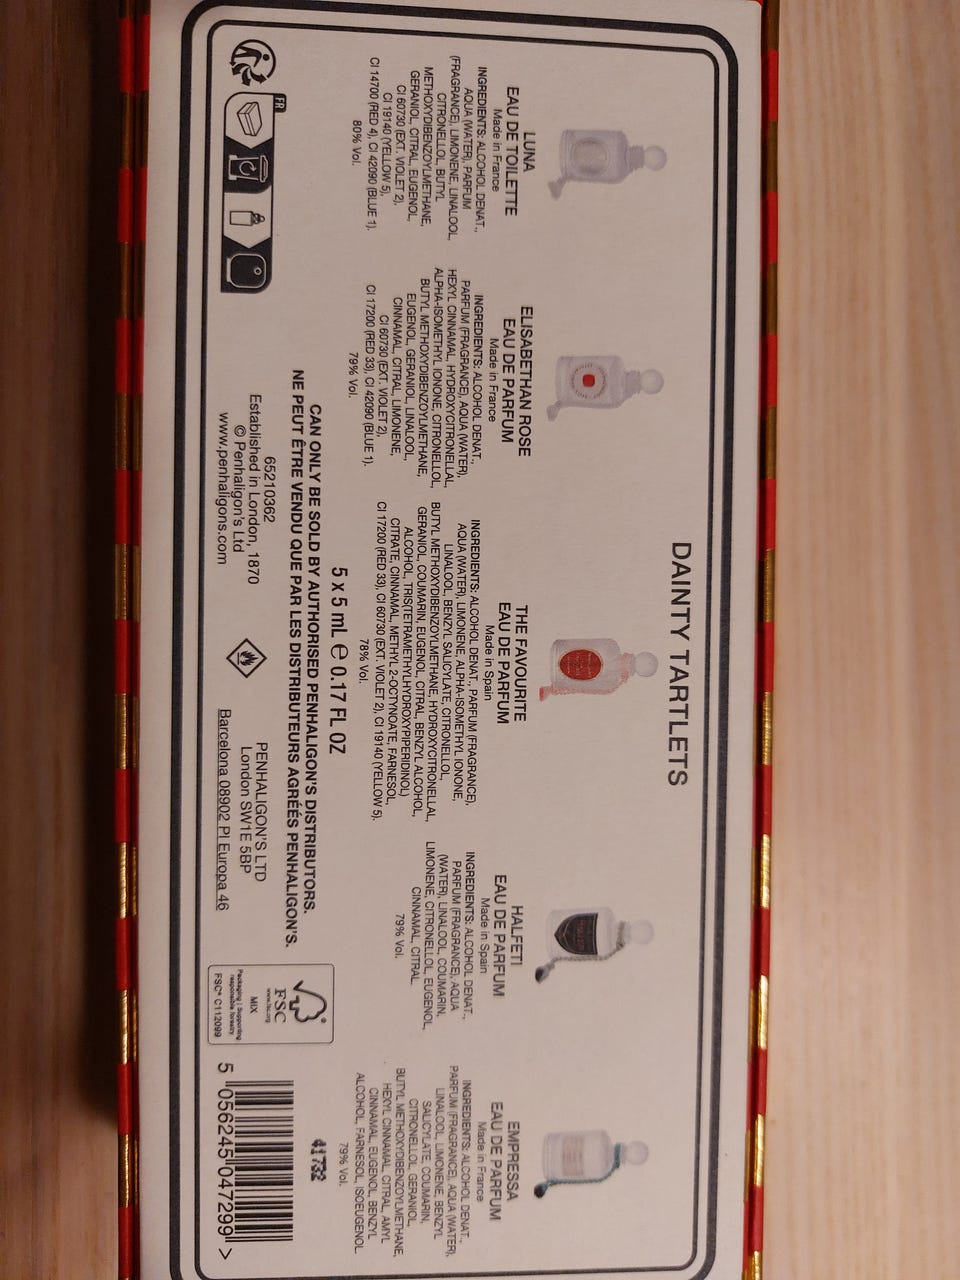 DAINTY TARTLETS
LUNA
EAU DE TOILETTE
Made in France
INGREDIENTS: ALCOHOL DENAT.,
AQUA (WATER), PARFUM
(FRAGRANCE), LIMONENE, LINALOOL,
CITRONELLOL, BUTYL
METHOXYDIBENZOYLMETHANE,
GERANIOL, CITRAL, EUGENOL,
CI 60730 (EXT. VIOLET 2),
CI 19140 (YELLOW 5),
CI 14700 (RED 4), CI 42090 (BLUE 1).
80% Vol.
ELISABETHAN ROSE
EAU DE PARFUM
Made in France
INGREDIENTS: ALCOHOL DENAT.,
PARFUM (FRAGRANCE), AQUA (WATER),
HEXYL CINNAMAL, HYDROXYCITRONELLAL,
ALPHA-ISOMETHYL IONONE, CITRONELLOL,
BUTYL METHOXYDIBENZOYLMETHANE,
EUGENOL, GERANIOL, LINALOOL,
CINNAMAL, CITRAL, LIMONENE,
CI 60730 (EXT. VIOLET 2),
CI 17200 (RED 33), CI 42090 (BLUE 1).
79% Vol.
THE FAVOURITE
EAU DE PARFUM
Made in Spain
INGREDIENTS: ALCOHOL DENAT., PARFUM (FRAGRANCE),
AQUA (WATER), LIMONENE, ALPHA-ISOMETHYL IONONE,
LINALOOL, BENZYL SALICYLATE, CITRONELLOL,
BUTYL METHOXYDIBENZOYLMETHANE, HYDROXYCITRONELLAL,
GERANIOL, COUMARIN, EUGENOL, CITRAL, BENZYL ALCOHOL,
ALCOHOL, TRIS(TETRAMETHYLHYDROXYPIPERIDINOL)
CITRATE, CINNAMAL, METHYL 2-OCTYNOATE, FARNESOL,
CI 17200 (RED 33), CI 60730 (EXT. VIOLET 2), CI 19140 (YELLOW 5).
78% Vol.
HALFETI
EAU DE PARFUM
Made in Spain
INGREDIENTS: ALCOHOL DENAT.,
PARFUM (FRAGRANCE), AQUA
(WATER), LINALOOL, COUMARIN,
LIMONENE, CITRONELLOL, EUGENOL,
CINNAMAL, CITRAL.
79% Vol.
EMPRESSA
EAU DE PARFUM
Made in France
INGREDIENTS: ALCOHOL DENAT.,
PARFUM (FRAGRANCE), AQUA (WATER),
LINALOOL, LIMONENE, BENZYL
SALICYLATE, COUMARIN,
CITRONELLOL, GERANIOL,
BUTYL METHOXYDIBENZOYLMETHANE,
HEXYL CINNAMAL, CITRAL, AMYL
CINNAMAL, EUGENOL, BENZYL
ALCOHOL, FARNESOL, ISOEUGENOL.
79% Vol.
5 x 5 mL ℮ 0.17 FL OZ
CAN ONLY BE SOLD BY AUTHORISED PENHALIGON'S DISTRIBUTORS.
NE PEUT ÊTRE VENDU QUE PAR LES DISTRIBUTEURS AGRÉÉS PENHALIGON'S.
FR
65210362
Established in London, 1870
© Penhaligon's Ltd
www.penhaligons.com
PENHALIGON'S LTD
London SW1E 5BP
Barcelona 08902 Pl Europa 46
FSC
www.fsc.org
MIX
Packaging | Supporting
responsible forestry
FSC® C112099
41732
5 056245 047299 >